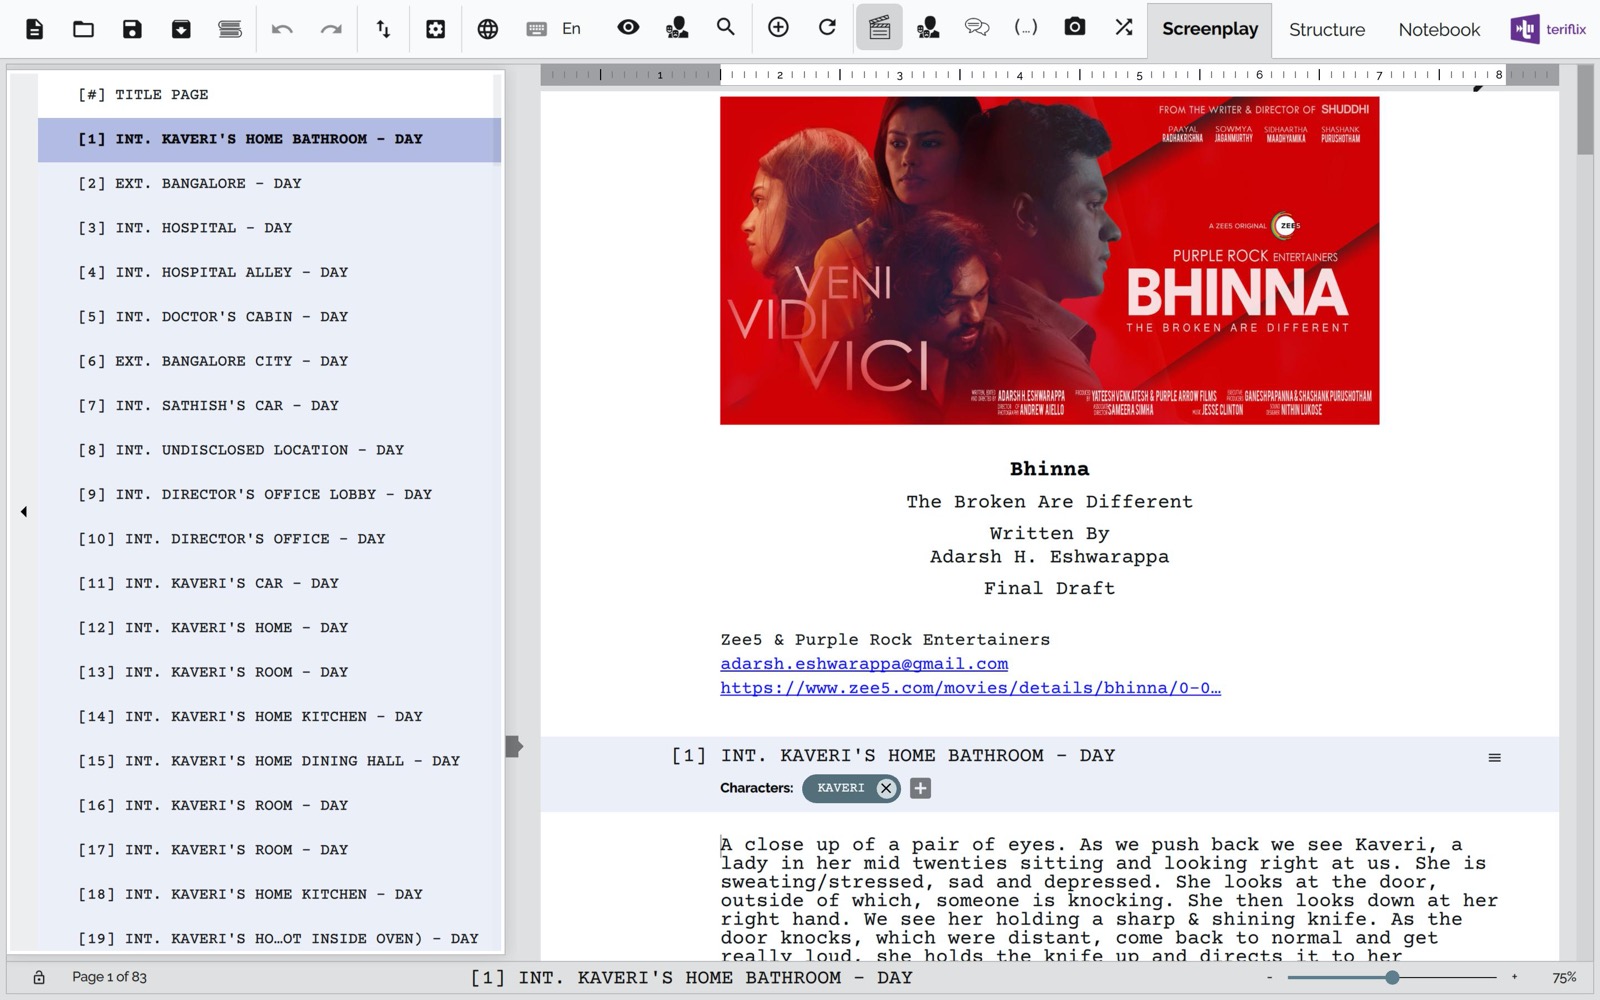 En
(...)
Screenplay
Structure
Notebook
teriflix
[#] TITLE PAGE
[1] INT. KAVERI'S HOME BATHROOM - DAY
[2] EXT. BANGALORE - DAY
[3] INT. HOSPITAL - DAY
[4] INT. HOSPITAL ALLEY - DAY
[5] INT. DOCTOR'S CABIN - DAY
[6] EXT. BANGALORE CITY - DAY
[7] INT. SATHISH'S CAR - DAY
[8] INT. UNDISCLOSED LOCATION - DAY
[9] INT. DIRECTOR'S OFFICE LOBBY - DAY
[10] INT. DIRECTOR'S OFFICE - DAY
[11] INT. KAVERI'S CAR - DAY
[12] INT. KAVERI'S HOME - DAY
[13] INT. KAVERI'S ROOM - DAY
[14] INT. KAVERI'S HOME KITCHEN - DAY
[15] INT. KAVERI'S HOME DINING HALL - DAY
[16] INT. KAVERI'S ROOM - DAY
[17] INT. KAVERI'S ROOM - DAY
[18] INT. KAVERI'S HOME KITCHEN - DAY
[19] INT. KAVERI'S HO…OT INSIDE OVEN) - DAY
1 2 3 4 5 6 7 8
FROM THE WRITER & DIRECTOR OF SHUDDHI
PAAYAL RADHAKRISHNA
SOWMYA JAGANMURTHY
SIDHAARTHA MAADHYAMIKA
SHASHANK PURUSHOTHAM
A ZEE5 ORIGINAL ZEE5
PURPLE ROCK ENTERTAINERS
BHINNA
THE BROKEN ARE DIFFERENT
VENI
VIDI
VICI
ADARSH H. ESHWARAPPA
YATEESH VENKATESH & PURPLE ARROW FILMS
GANESH PAPANNA & SHASHANK PURUSHOTHAM
ANDREW AIELLO
SAMEERA SIMHA
JESSE CLINTON
NITHIN LUKOSE
Bhinna
The Broken Are Different
Written By
Adarsh H. Eshwarappa
Final Draft
Zee5 & Purple Rock Entertainers
adarsh.eshwarappa@gmail.com
https://www.zee5.com/movies/details/bhinna/0-0…
[1] INT. KAVERI'S HOME BATHROOM - DAY
Characters: KAVERI
A close up of a pair of eyes. As we push back we see Kaveri, a
lady in her mid twenties sitting and looking right at us. She is
sweating/stressed, sad and depressed. She looks at the door,
outside of which, someone is knocking. She then looks down at her
right hand. We see her holding a sharp & shining knife. As the
door knocks, which were distant, come back to normal and get
really loud, she holds the knife up and directs it to her
Page 1 of 83
[1] INT. KAVERI'S HOME BATHROOM - DAY
- + 75%